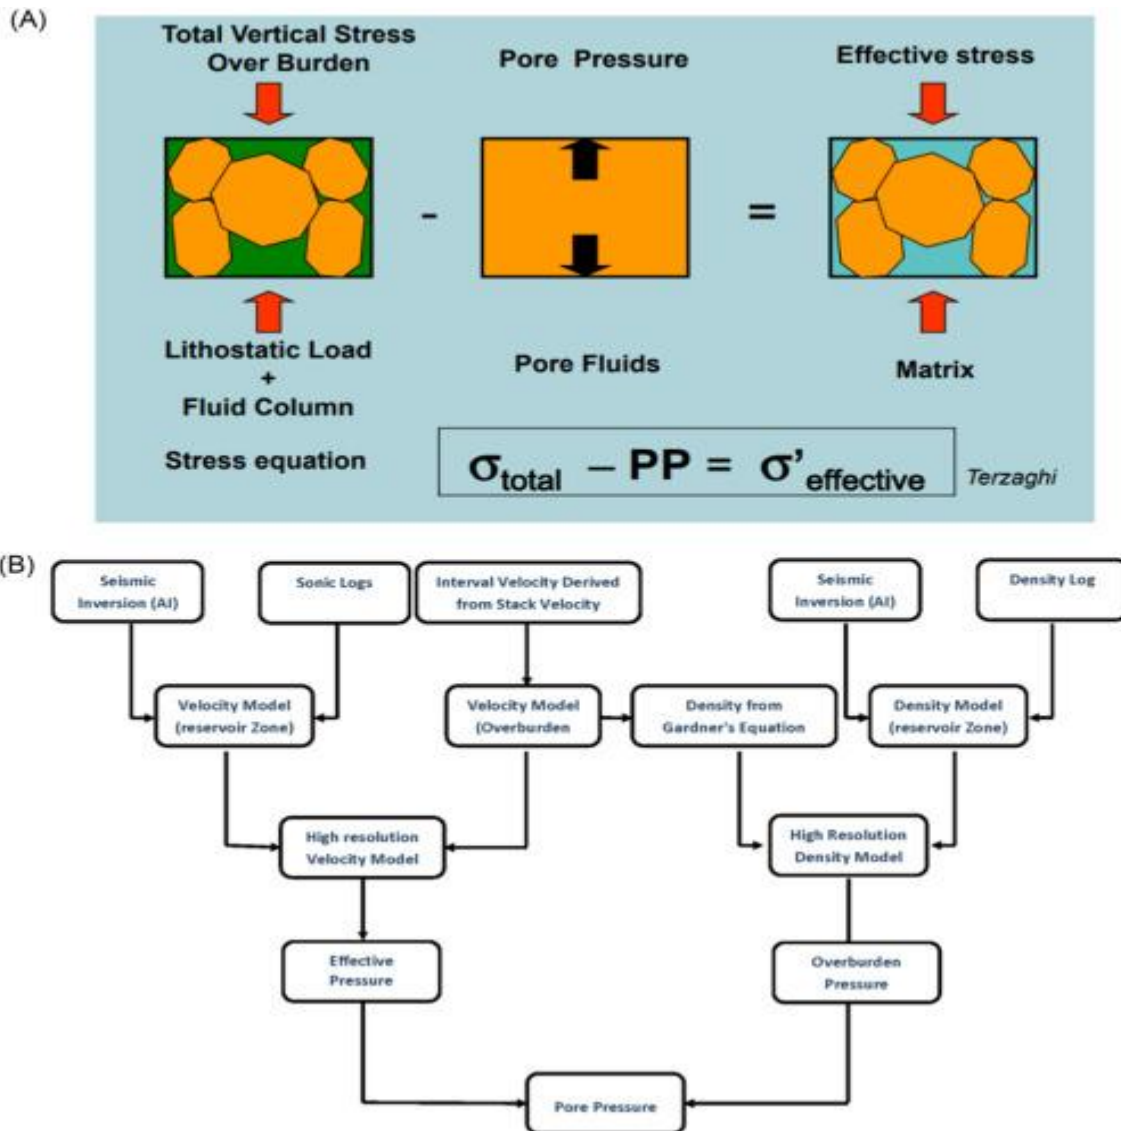 (A)
Total Vertical Stress
Over Burden
Pore Pressure
Effective stress
-
=
Lithostatic Load
+
Fluid Column
Pore Fluids
Matrix
Stress equation
σtotal – PP = σ’effective
Terzaghi
(B)
Seismic
Inversion (AI)
Sonic Logs
Interval Velocity Derived
from Stack Velocity
Seismic
Inversion (AI)
Density Log
Velocity Model
(reservoir Zone)
Velocity Model
(Overburden
Density from
Gardner's Equation
Density Model
(reservoir Zone)
High resolution
Velocity Model
High Resolution
Density Model
Effective
Pressure
Overburden
Pressure
Pore Pressure